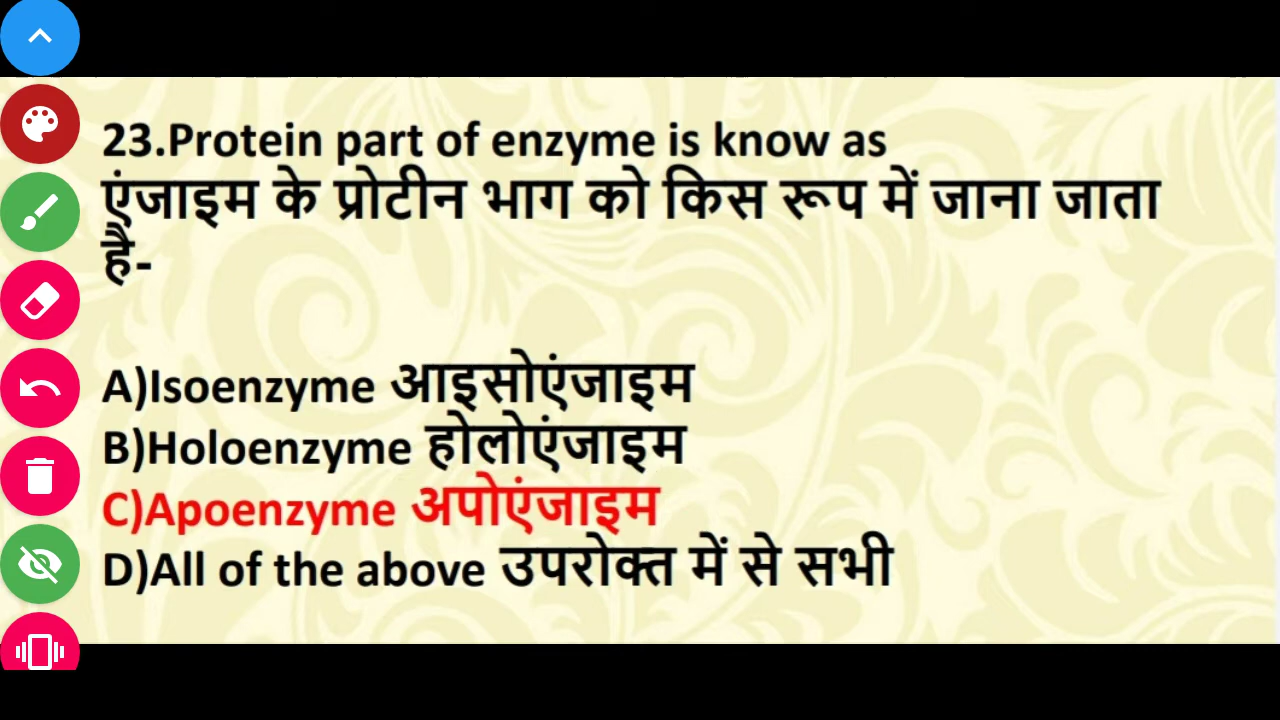 23.Protein part of enzyme is know as
एंजाइम के प्रोटीन भाग को किस रूप में जाना जाता
है-
A)Isoenzyme आइसोएंजाइम
B)Holoenzyme होलोएंजाइम
C)Apoenzyme अपोएंजाइम
D)All of the above उपरोक्त में से सभी